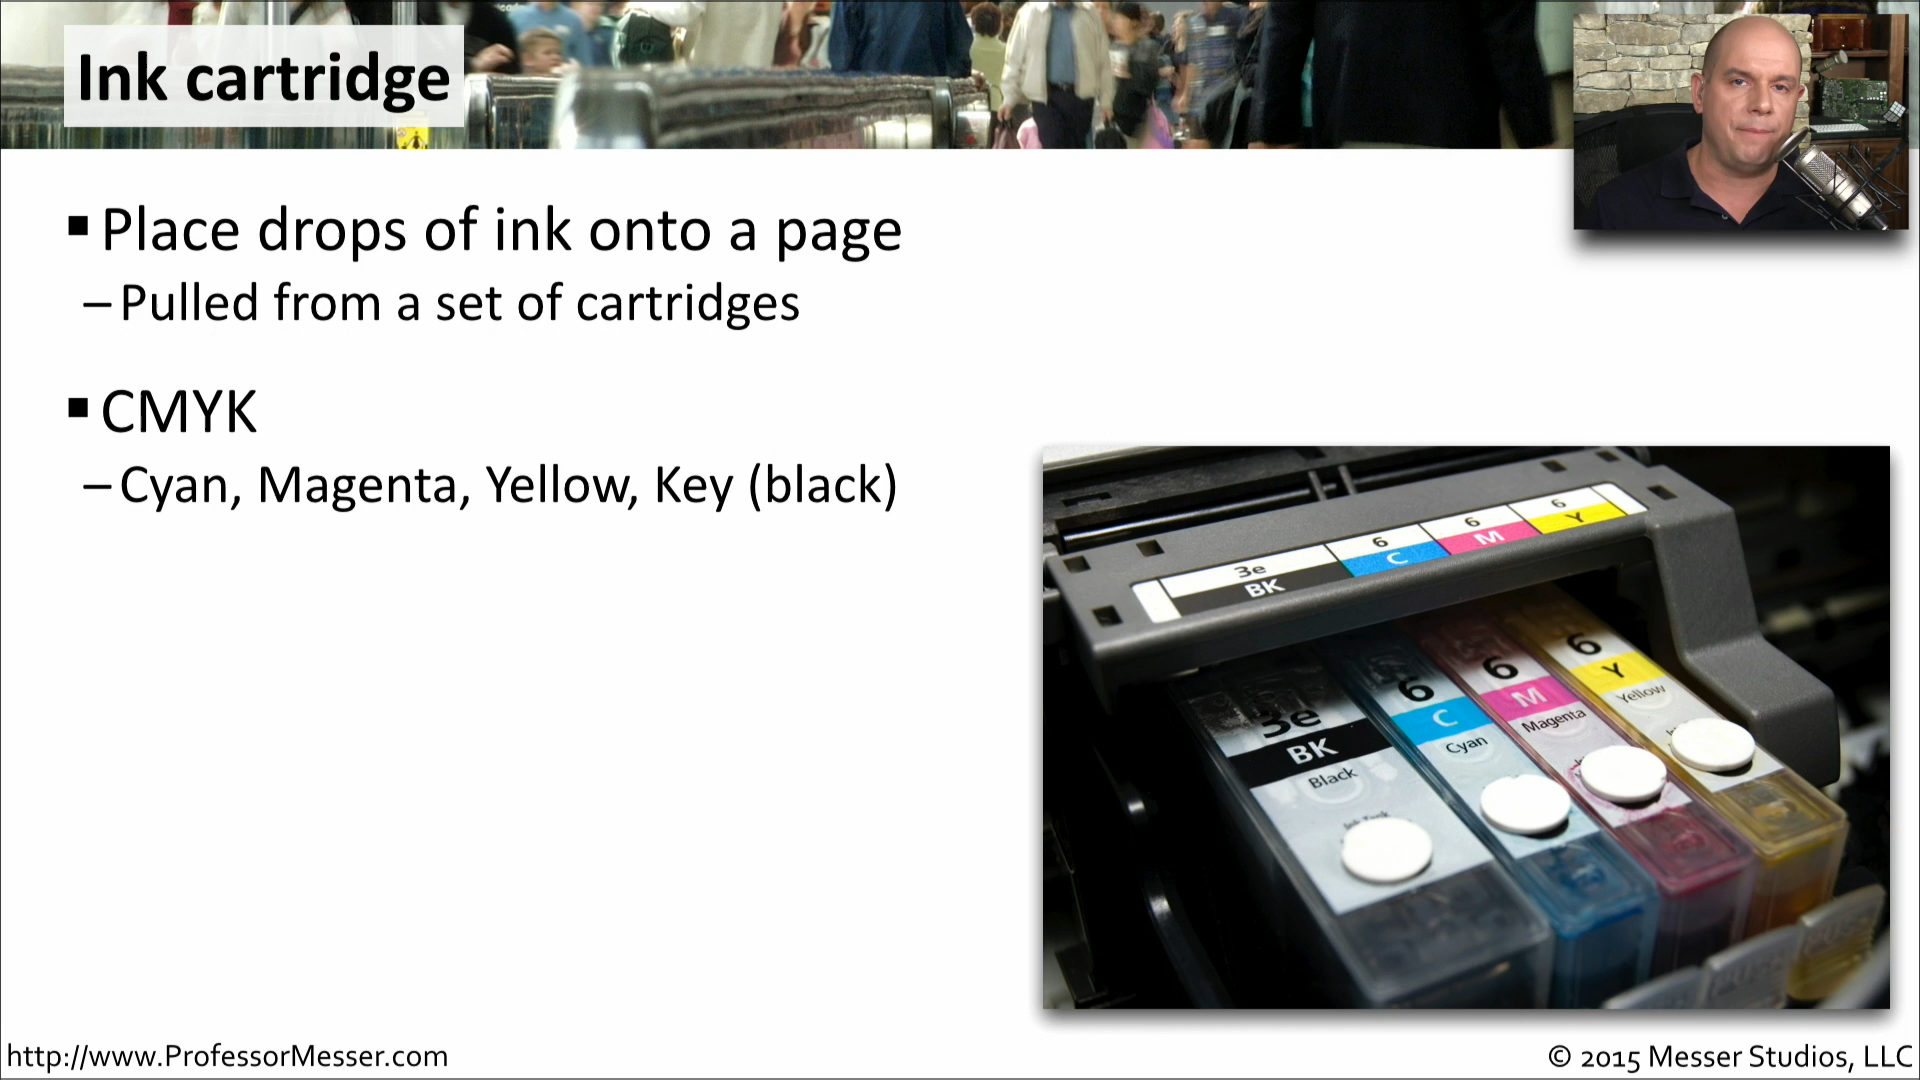 Ink cartridge
▪ Place drops of ink onto a page
– Pulled from a set of cartridges
▪ CMYK
– Cyan, Magenta, Yellow, Key (black)
3e
BK
6
C
6
M
6
Y
3e
BK
Black
6
C
Cyan
6
M
Magenta
6
Y
Yellow
http://www.ProfessorMesser.com
© 2015 Messer Studios, LLC